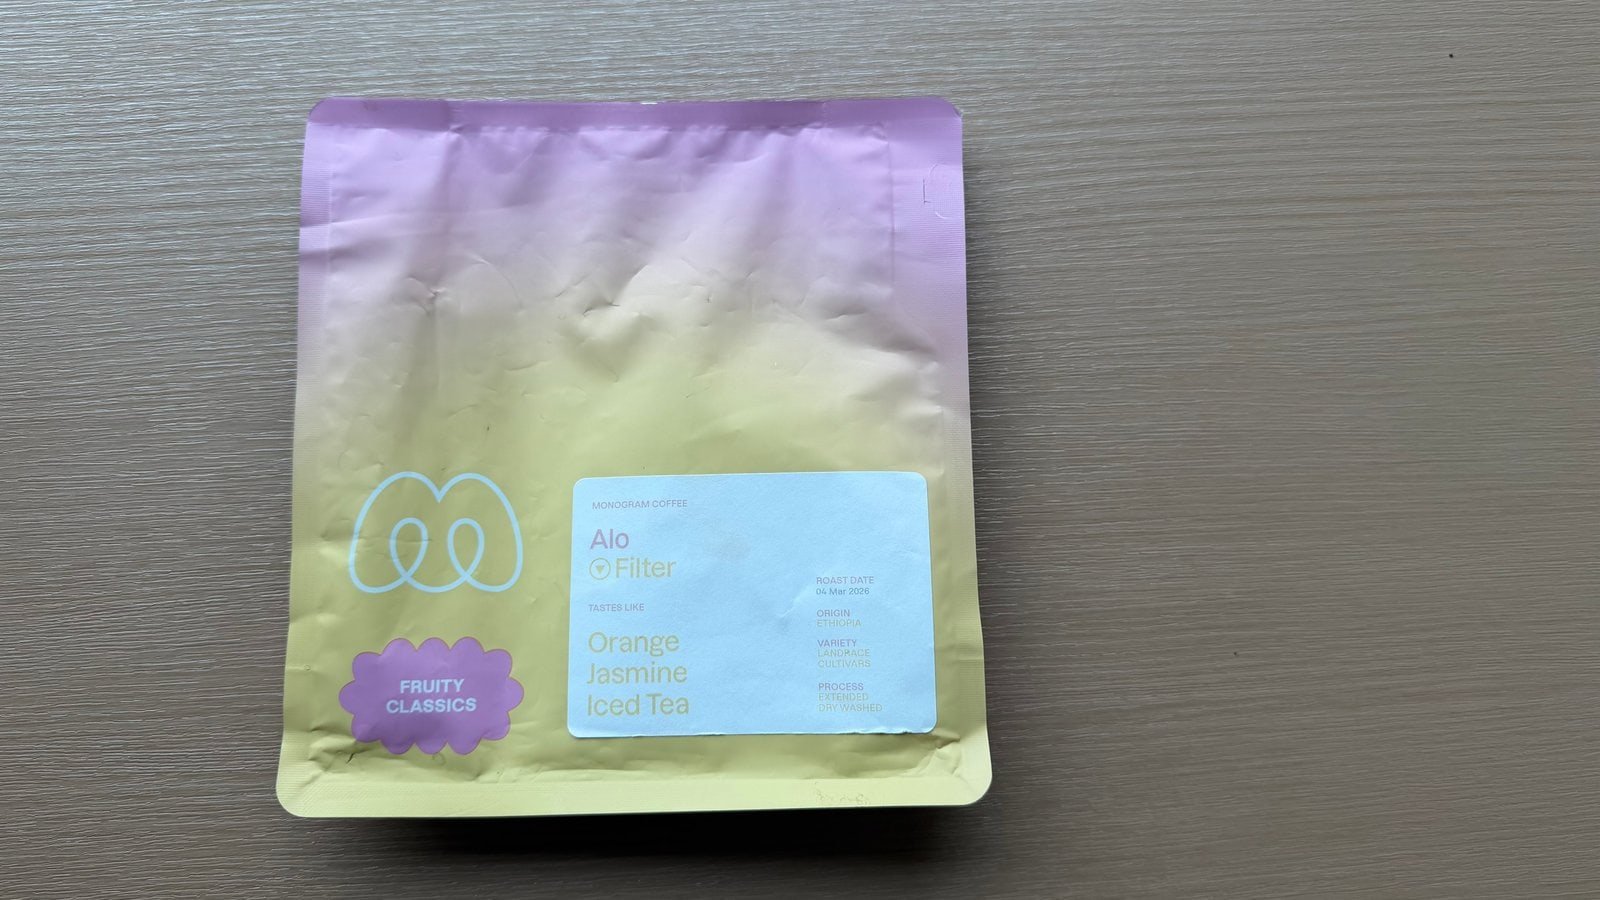 MONOGRAM COFFEE
Alo
Filter
TASTES LIKE
Orange
Jasmine
Iced Tea
ROAST DATE
04 Mar 2026
ORIGIN
ETHIOPIA
VARIETY
LANDRACE
CULTIVARS
PROCESS
EXTENDED
DRY WASHED
FRUITY
CLASSICS